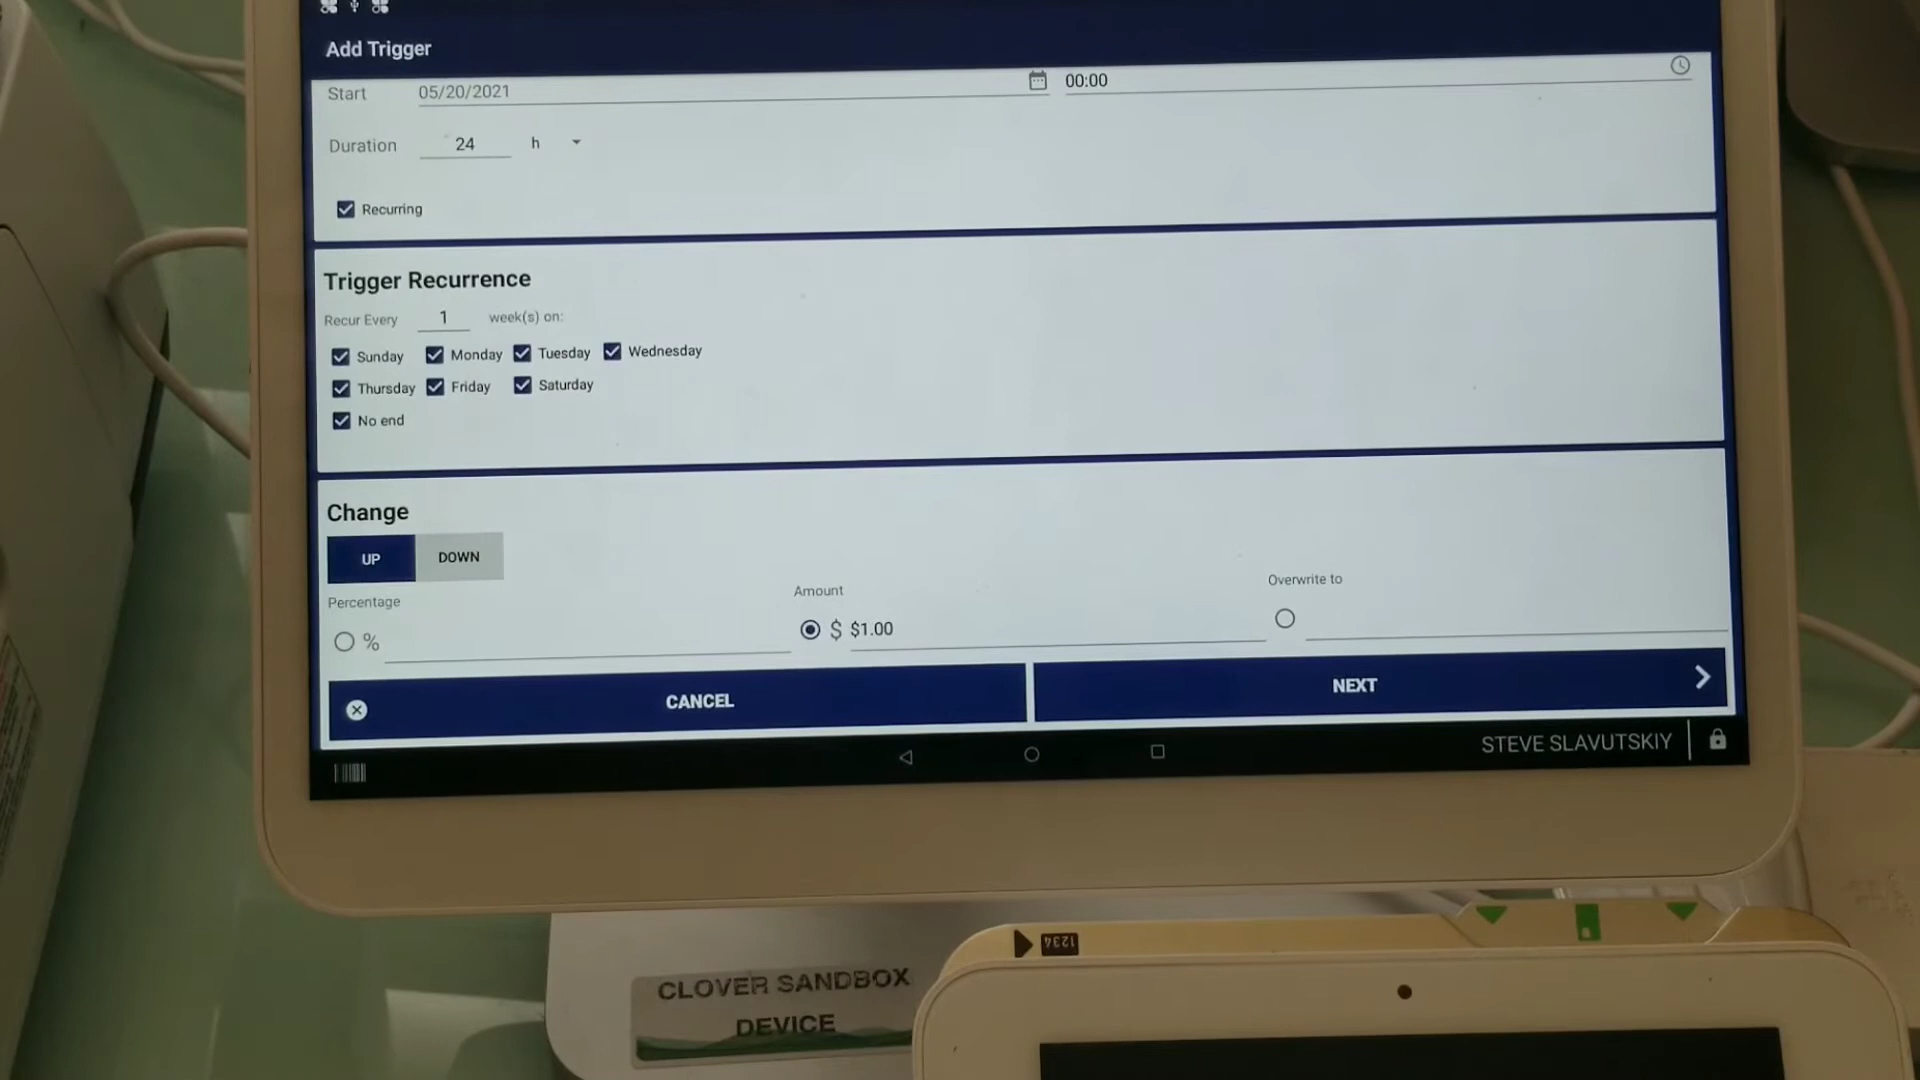 Add Trigger
Start 05/20/2021 00:00
Duration 24 h
Recurring
Trigger Recurrence
Recur Every 1 week(s) on:
Sunday Monday Tuesday Wednesday
Thursday Friday Saturday
No end
Change
UP DOWN
Percentage Amount Overwrite to
% $ $1.00
CANCEL NEXT
STEVE SLAVUTSKIY
1234
CLOVER SANDBOX
DEVICE